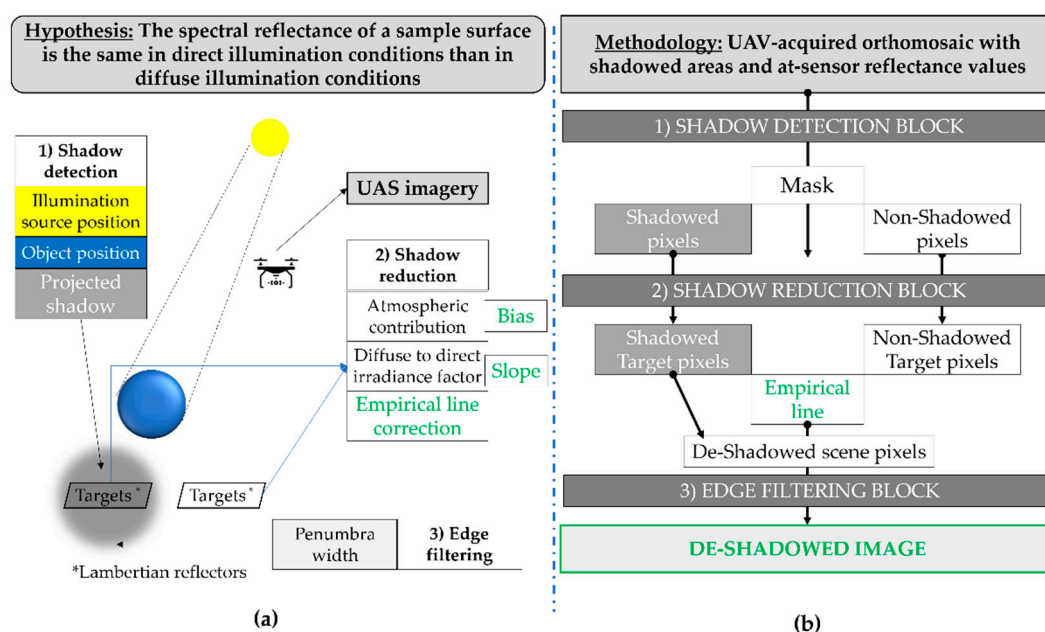 Hypothesis: The spectral reflectance of a sample surface
is the same in direct illumination conditions than in
diffuse illumination conditions
1) Shadow
detection
Illumination
source position
Object position
Projected
shadow
UAS imagery
2) Shadow
reduction
Atmospheric
contribution
Bias
Diffuse to direct
irradiance factor
Slope
Empirical line
correction
Targets*
Targets*
Penumbra
width
3) Edge
filtering
*Lambertian reflectors
(a)
Methodology: UAV-acquired orthomosaic with
shadowed areas and at-sensor reflectance values
1) SHADOW DETECTION BLOCK
Mask
Shadowed
pixels
Non-Shadowed
pixels
2) SHADOW REDUCTION BLOCK
Shadowed
Target pixels
Non-Shadowed
Target pixels
Empirical
line
De-Shadowed scene pixels
3) EDGE FILTERING BLOCK
DE-SHADOWED IMAGE
(b)